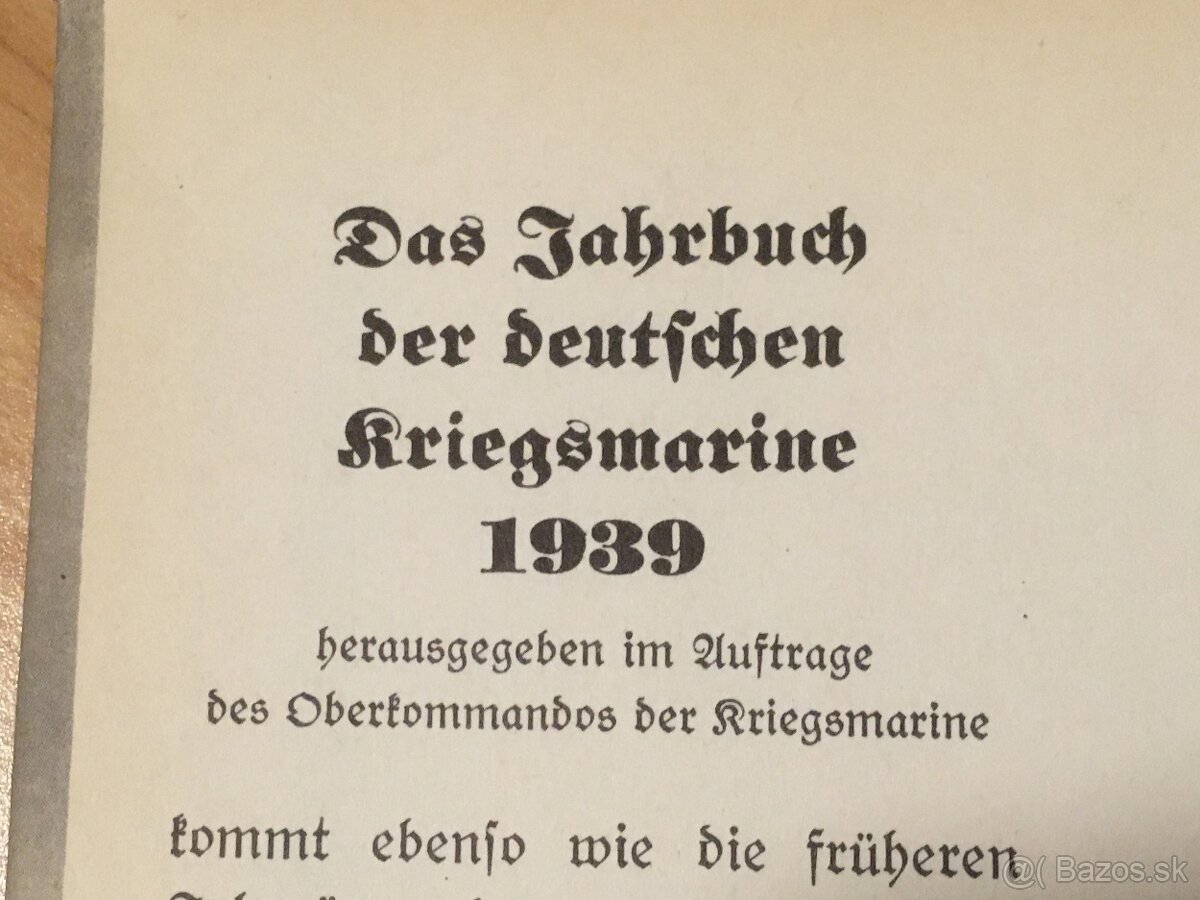 Das Jahrbuch
der deutschen
Kriegsmarine
1939
herausgegeben im Auftrage
des Oberkommandos der Kriegsmarine
kommt ebenso wie die früheren
@( Bazos.sk